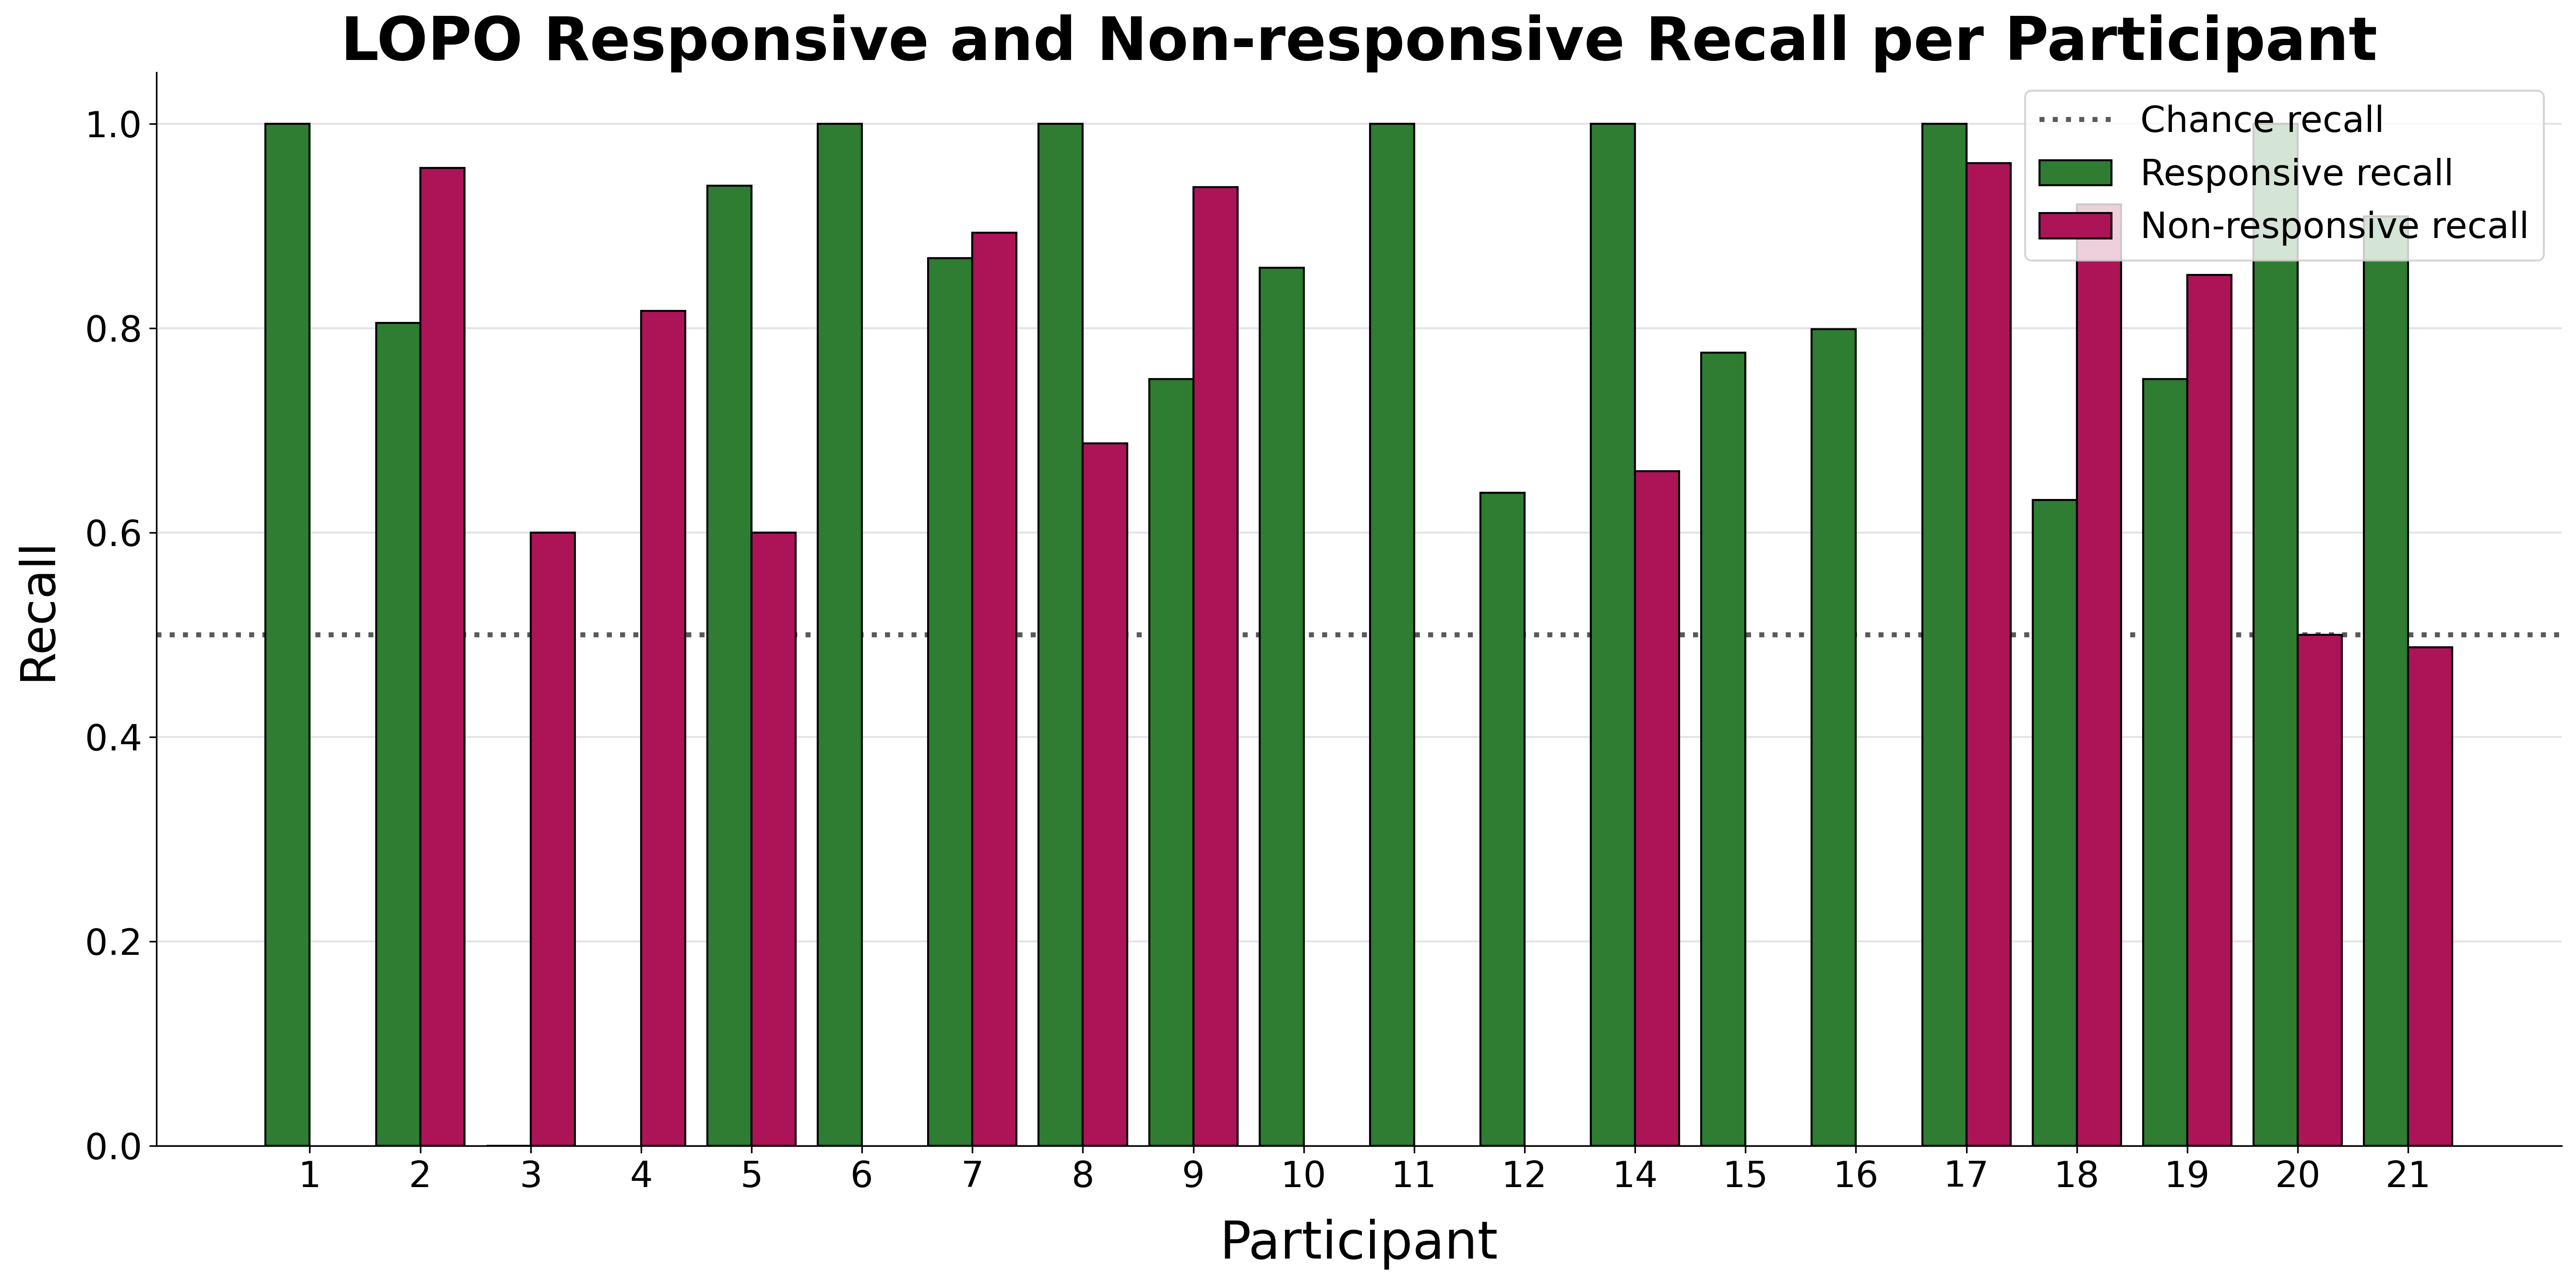 LOPO Responsive and Non-responsive Recall per Participant
Chance recall
Responsive recall
Non-responsive recall
1.0
0.8
0.6
0.4
0.2
0.0
Recall
1 2 3 4 5 6 7 8 9 10 11 12 14 15 16 17 18 19 20 21
Participant